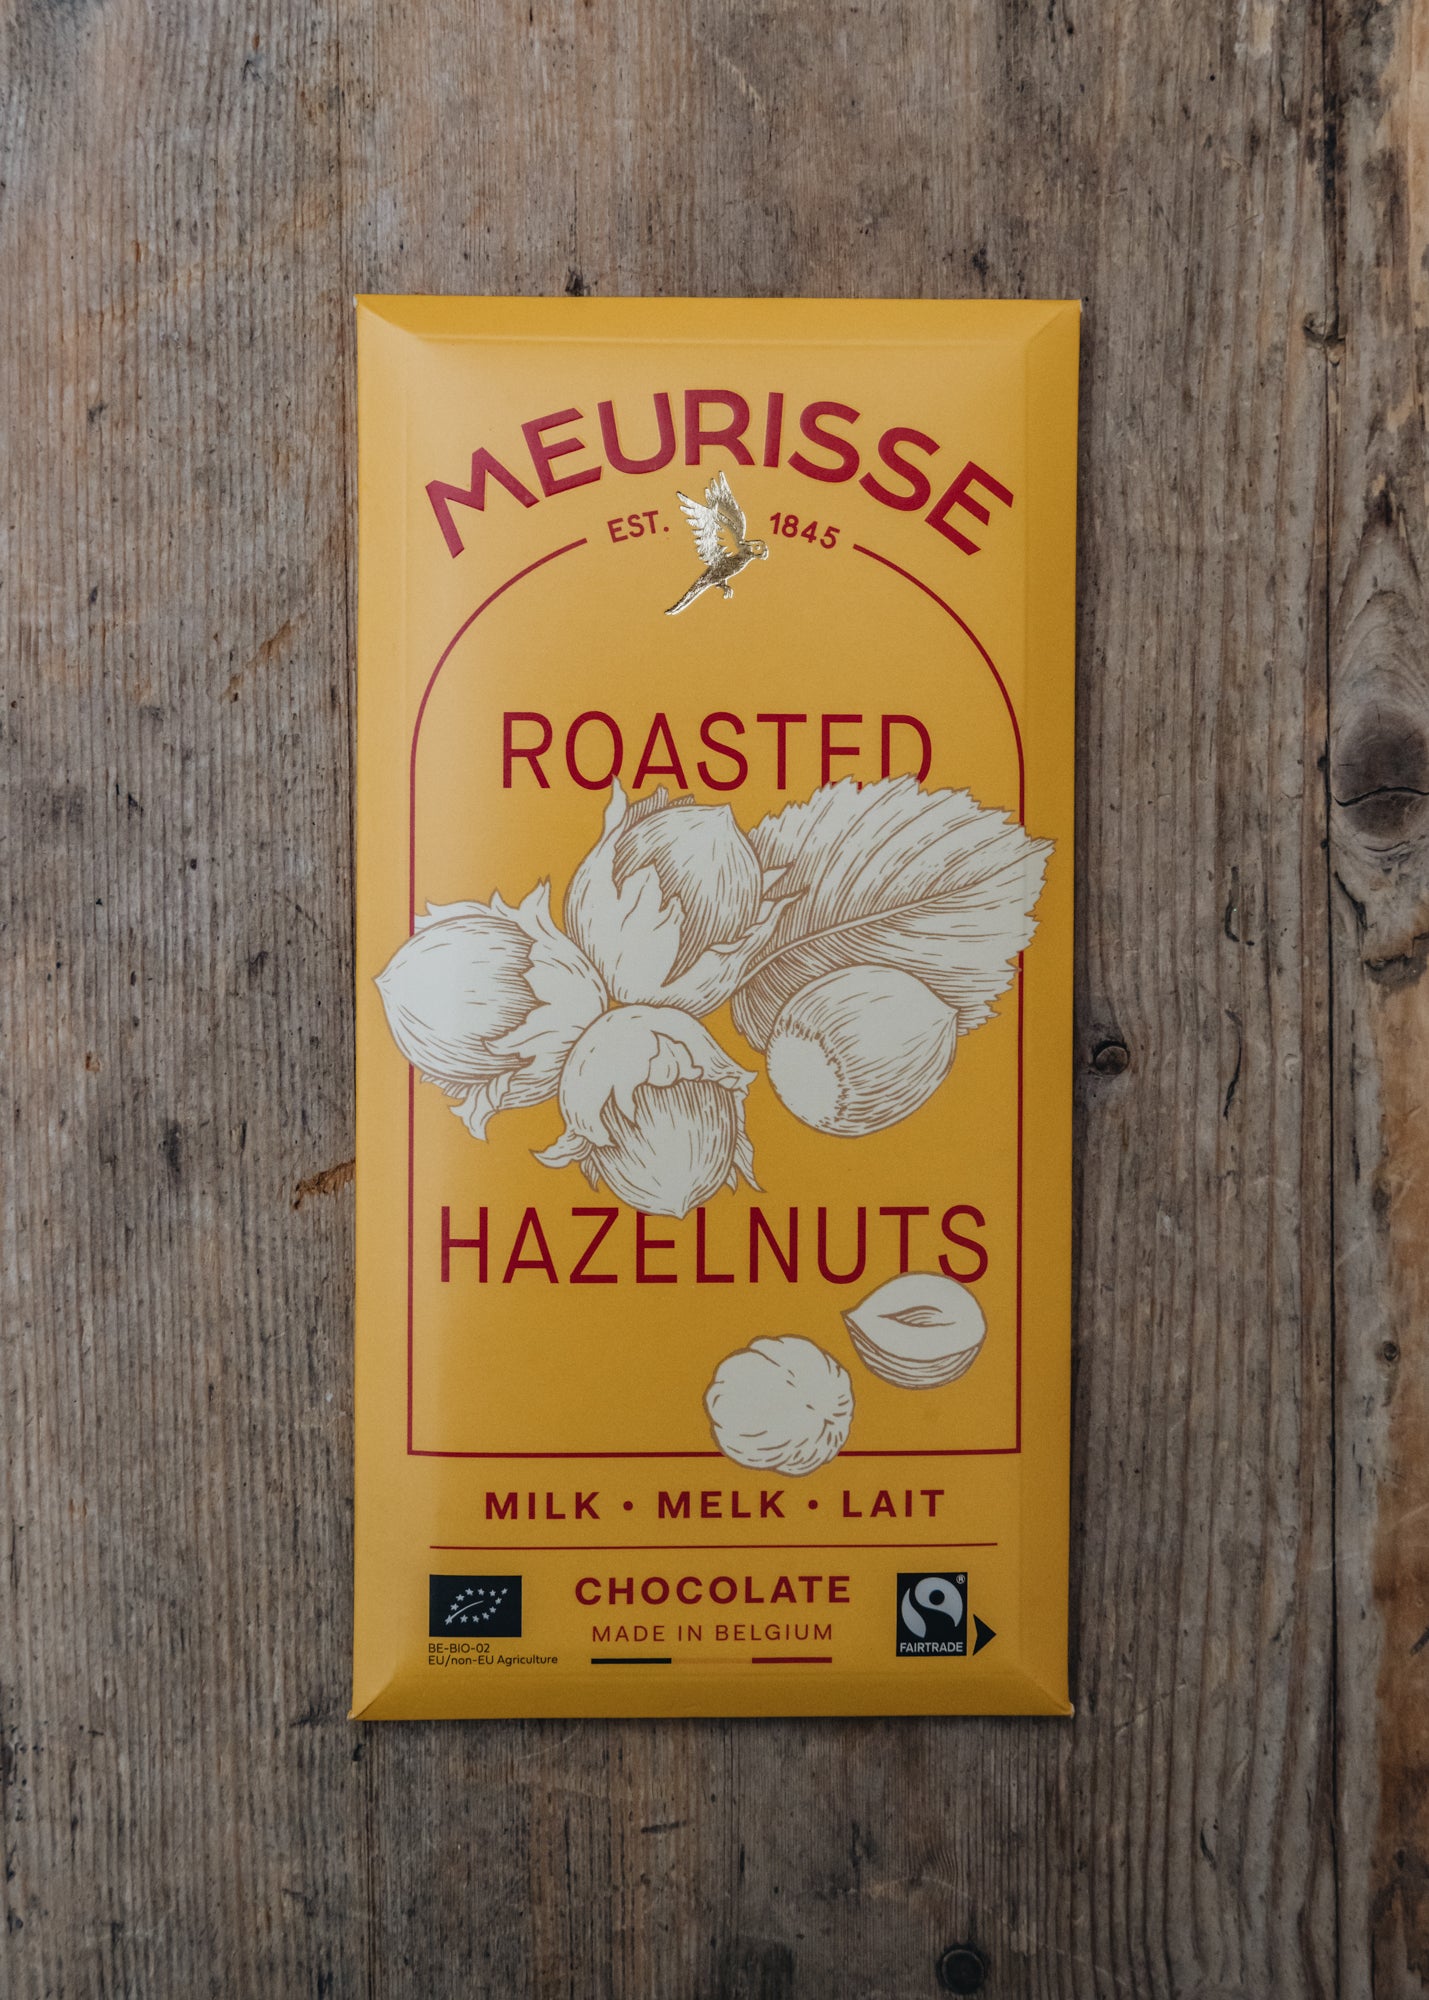 MEURISSE
EST. 1845
ROASTED
HAZELNUTS
MILK • MELK • LAIT
CHOCOLATE
MADE IN BELGIUM
BE-BIO-02
EU/non-EU Agriculture
FAIRTRADE
®